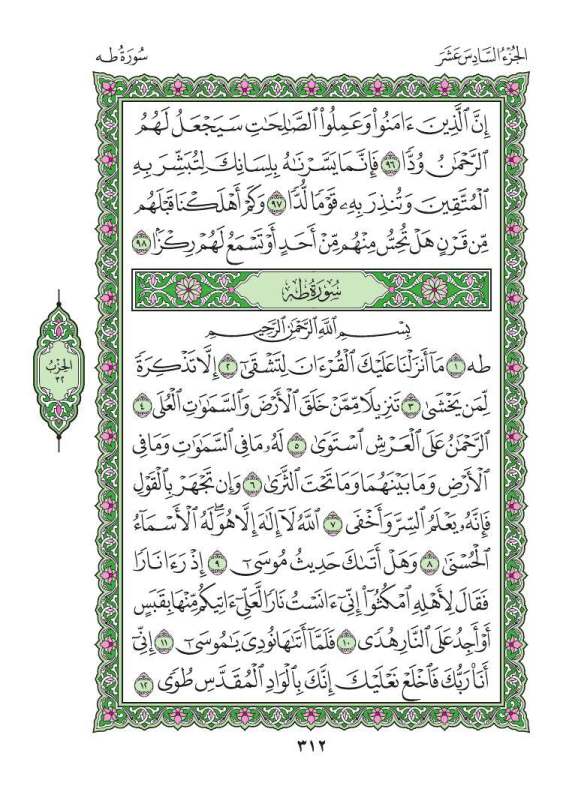 الجُزْءُ السَّادِسَ عَشَرَ
سُورَةُ طه
إِنَّ ٱلَّذِينَ ءَامَنُوا۟ وَعَمِلُوا۟ ٱلصَّٰلِحَٰتِ سَيَجْعَلُ لَهُمُ
ٱلرَّحْمَٰنُ وُدًّا ٩٦ فَإِنَّمَا يَسَّرْنَٰهُ بِلِسَانِكَ لِتُبَشِّرَ بِهِ
ٱلْمُتَّقِينَ وَتُنذِرَ بِهِۦ قَوْمًا لُّدًّا ٩٧ وَكَمْ أَهْلَكْنَا قَبْلَهُم
مِّن قَرْنٍ هَلْ تُحِسُّ مِنْهُم مِّنْ أَحَدٍ أَوْ تَسْمَعُ لَهُمْ رِكْزًۢا ٩٨
سُورَةُ طه
بِسْمِ ٱللَّهِ ٱلرَّحْمَٰنِ ٱلرَّحِيمِ
طه ١ مَآ أَنزَلْنَا عَلَيْكَ ٱلْقُرْءَانَ لِتَشْقَىٰٓ ٢ إِلَّا تَذْكِرَةً
لِّمَن يَخْشَىٰ ٣ تَنزِيلًا مِّمَّنْ خَلَقَ ٱلْأَرْضَ وَٱلسَّمَٰوَٰتِ ٱلْعُلَى ٤
ٱلرَّحْمَٰنُ عَلَى ٱلْعَرْشِ ٱسْتَوَىٰ ٥ لَهُۥ مَا فِى ٱلسَّمَٰوَٰتِ وَمَا فِى
ٱلْأَرْضِ وَمَا بَيْنَهُمَا وَمَا تَحْتَ ٱلثَّرَىٰ ٦ وَإِن تَجْهَرْ بِٱلْقَوْلِ
فَإِنَّهُۥ يَعْلَمُ ٱلسِّرَّ وَأَخْفَى ٧ ٱللَّهُ لَآ إِلَٰهَ إِلَّا هُوَۖ لَهُ ٱلْأَسْمَآءُ
ٱلْحُسْنَىٰ ٨ وَهَلْ أَتَىٰكَ حَدِيثُ مُوسَىٰٓ ٩ إِذْ رَءَا نَارًا
فَقَالَ لِأَهْلِهِ ٱمْكُثُوٓا۟ إِنِّىٓ ءَانَسْتُ نَارًا لَّعَلِّىٓ ءَاتِيكُم مِّنْهَا بِقَبَسٍ
أَوْ أَجِدُ عَلَى ٱلنَّارِ هُدًى ١٠ فَلَمَّآ أَتَىٰهَا نُودِىَ يَٰمُوسَىٰٓ ١١ إِنِّىٓ
أَنَا۠ رَبُّكَ فَٱخْلَعْ نَعْلَيْكَ إِنَّكَ بِٱلْوَادِ ٱلْمُقَدَّسِ طُوًى ١٢
الحِزْبُ
٣٢
٣١٢